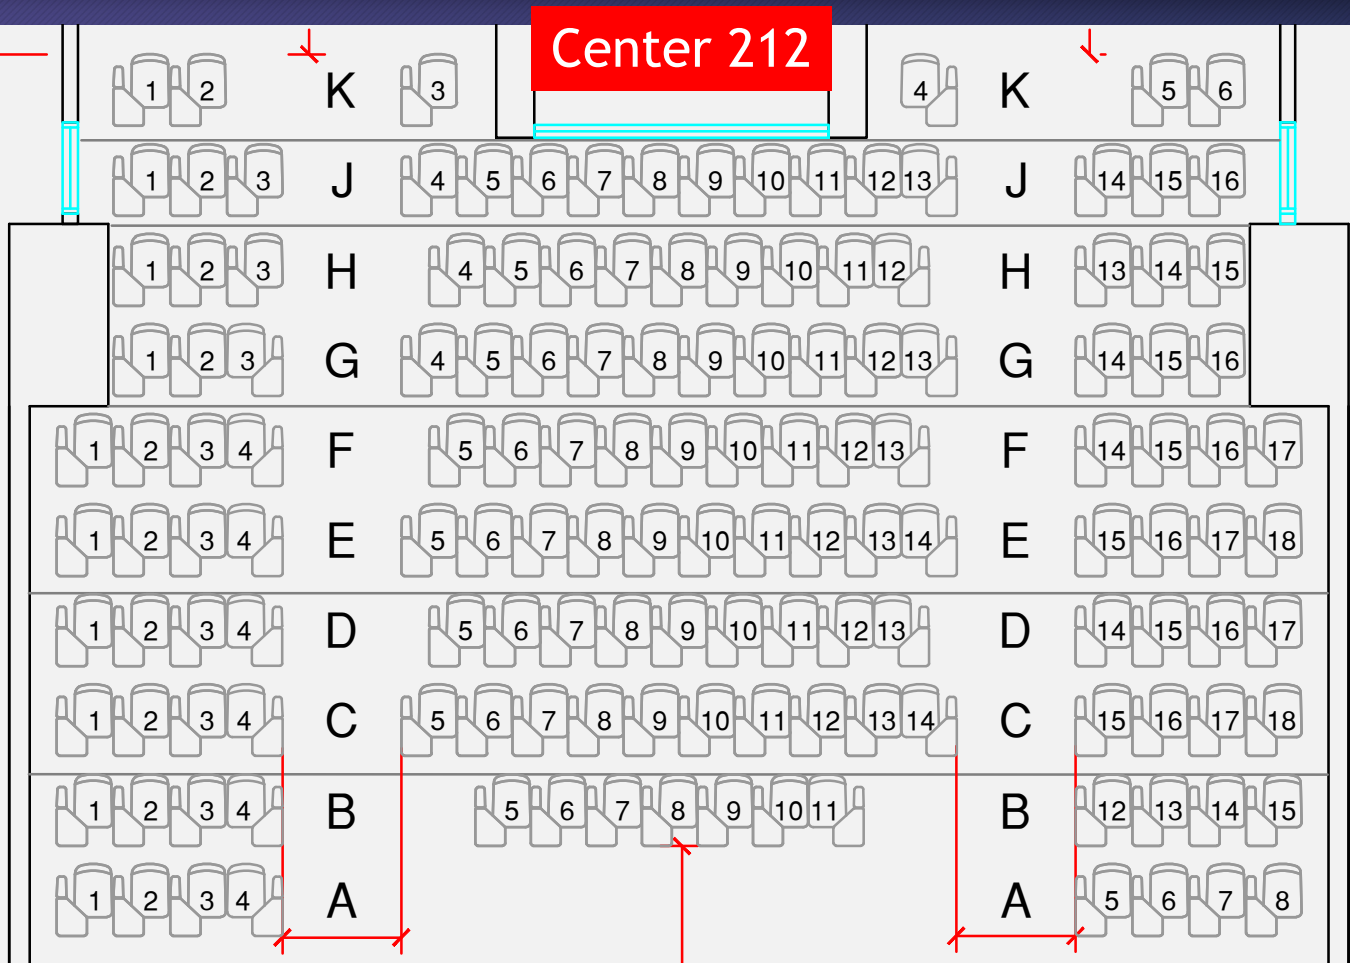 Center 212
1 2 K 3 4 K 5 6
1 2 3 J 4 5 6 7 8 9 10 11 12 13 J 14 15 16
1 2 3 H 4 5 6 7 8 9 10 11 12 H 13 14 15
1 2 3 G 4 5 6 7 8 9 10 11 12 13 G 14 15 16
1 2 3 4 F 5 6 7 8 9 10 11 12 13 F 14 15 16 17
1 2 3 4 E 5 6 7 8 9 10 11 12 13 14 E 15 16 17 18
1 2 3 4 D 5 6 7 8 9 10 11 12 13 D 14 15 16 17
1 2 3 4 C 5 6 7 8 9 10 11 12 13 14 C 15 16 17 18
1 2 3 4 B 5 6 7 8 9 10 11 B 12 13 14 15
1 2 3 4 A A 5 6 7 8